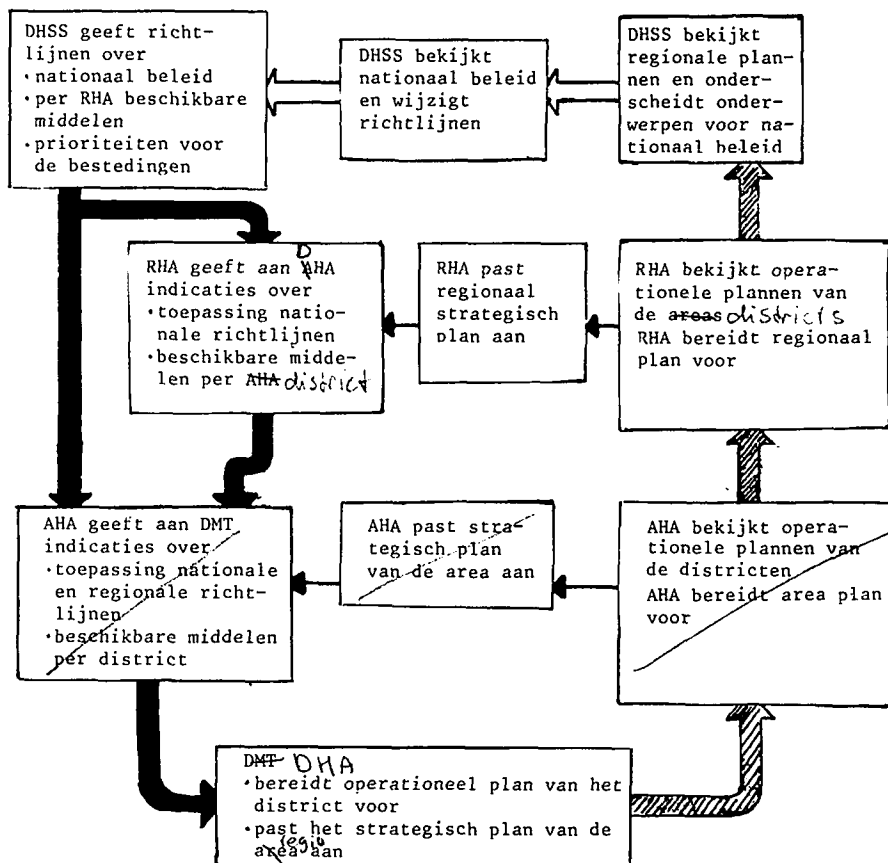 DHSS geeft richt-
lijnen over
·nationaal beleid
·per RHA beschikbare
middelen
·prioriteiten voor
de bestedingen
DHSS bekijkt
nationaal beleid
en wijzigt
richtlijnen
DHSS bekijkt
regionale plan-
nen en onder-
scheidt onder-
werpen voor na-
tionaal beleid
RHA geeft aan D AHA
indicaties over
·toepassing natio-
nale richtlijnen
·beschikbare midde-
len per AHA district
RHA past
regionaal
strategisch
plan aan
RHA bekijkt opera-
tionele plannen van
de areas districts
RHA bereidt regionaal
plan voor
AHA geeft aan DMT
indicaties over
·toepassing nationale
en regionale richt-
lijnen
·beschikbare middelen
per district
AHA past stra-
tegisch plan
van de area aan
AHA bekijkt opera-
tionele plannen van
de districten
AHA bereidt area plan
voor
DMT DHA
·bereidt operationeel plan van het
district voor
·past het strategisch plan van de
area regio aan